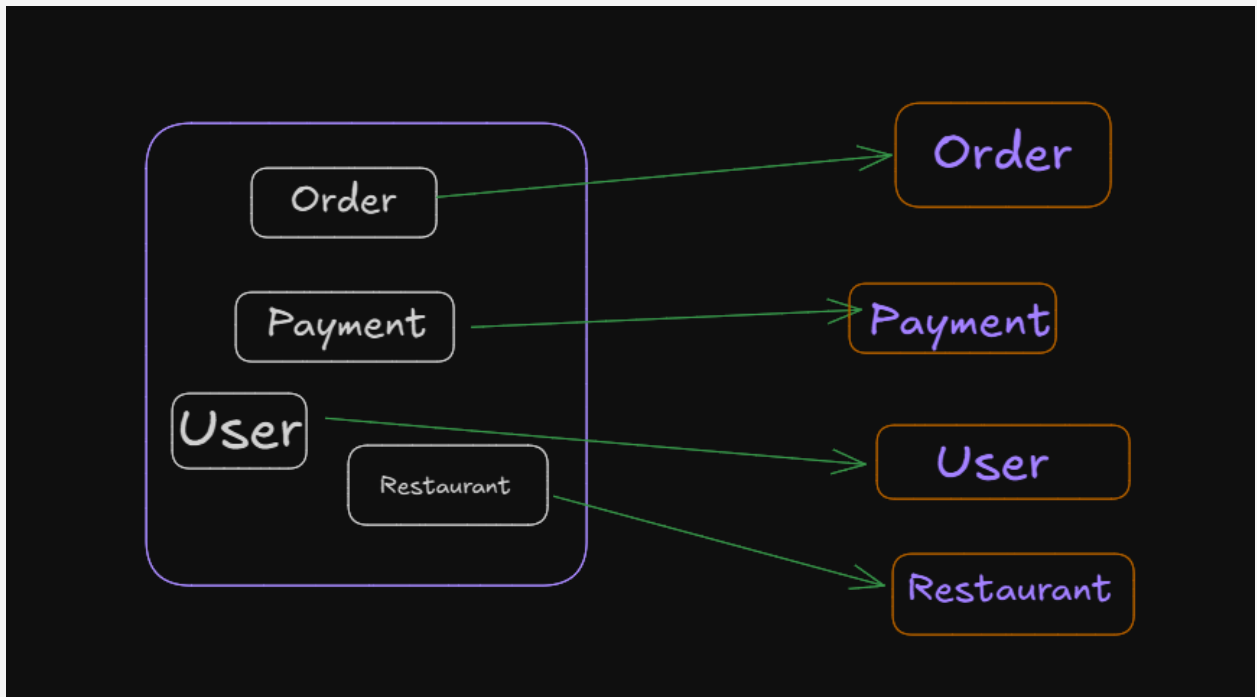 Order
Payment
User
Restaurant
Order
Payment
User
Restaurant